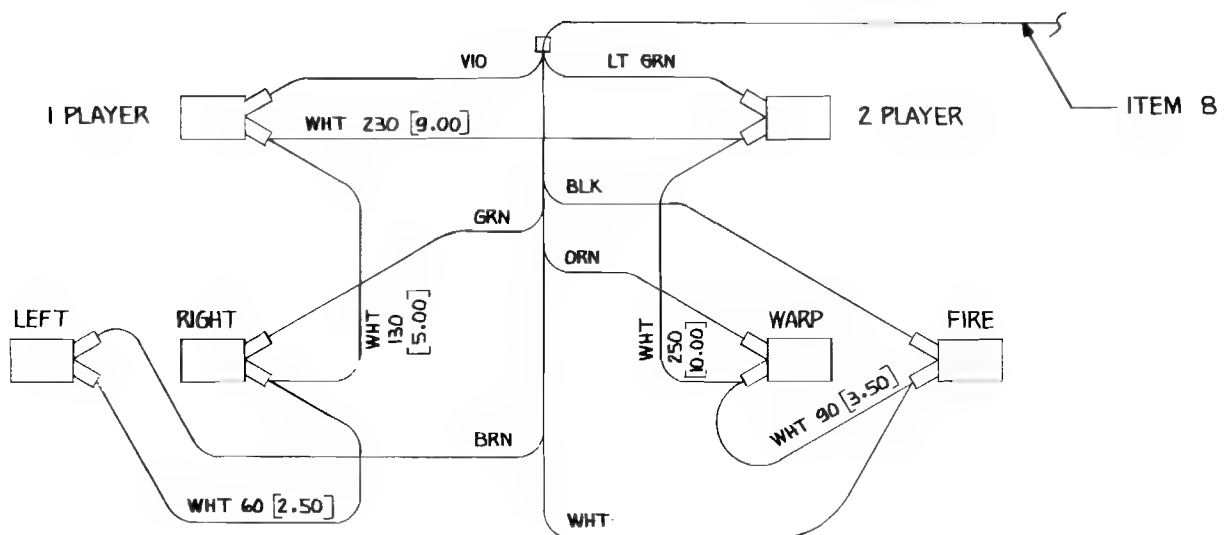 VIO
LT GRN
1 PLAYER
WHT 230 [9.00]
2 PLAYER
ITEM 8
BLK
GRN
ORN
LEFT
RIGHT
WHT
130
[5.00]
WHT
250
[10.00]
WARP
FIRE
WHT 90 [3.50]
BRN
WHT 60 [2.50]
WHT